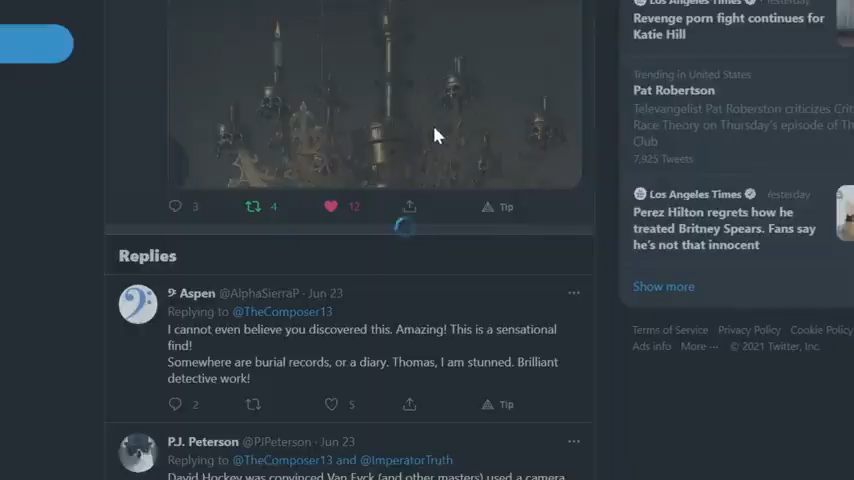 Los Angeles Times · Yesterday
Revenge porn fight continues for
Katie Hill
Trending in United States
Pat Robertson
Televangelist Pat Roberston criticizes Crit
Race Theory on Thursday's episode of Th
Club
7,925 Tweets
3 4 12 Tip
Los Angeles Times · Yesterday
Perez Hilton regrets how he
treated Britney Spears. Fans say
he's not that innocent
Show more
Terms of Service Privacy Policy Cookie Policy
Ads info More ··· © 2021 Twitter, Inc.
Replies
𝄢 Aspen @AlphaSierraP · Jun 23 ···
Replying to @TheComposer13
I cannot even believe you discovered this. Amazing! This is a sensational
find!
Somewhere are burial records, or a diary. Thomas, I am stunned. Brilliant
detective work!
2 5 Tip
P.J. Peterson @PJPeterson · Jun 23 ···
Replying to @TheComposer13 and @ImperatorTruth
David Hockey was convinced Van Eyck (and other masters) used a camera